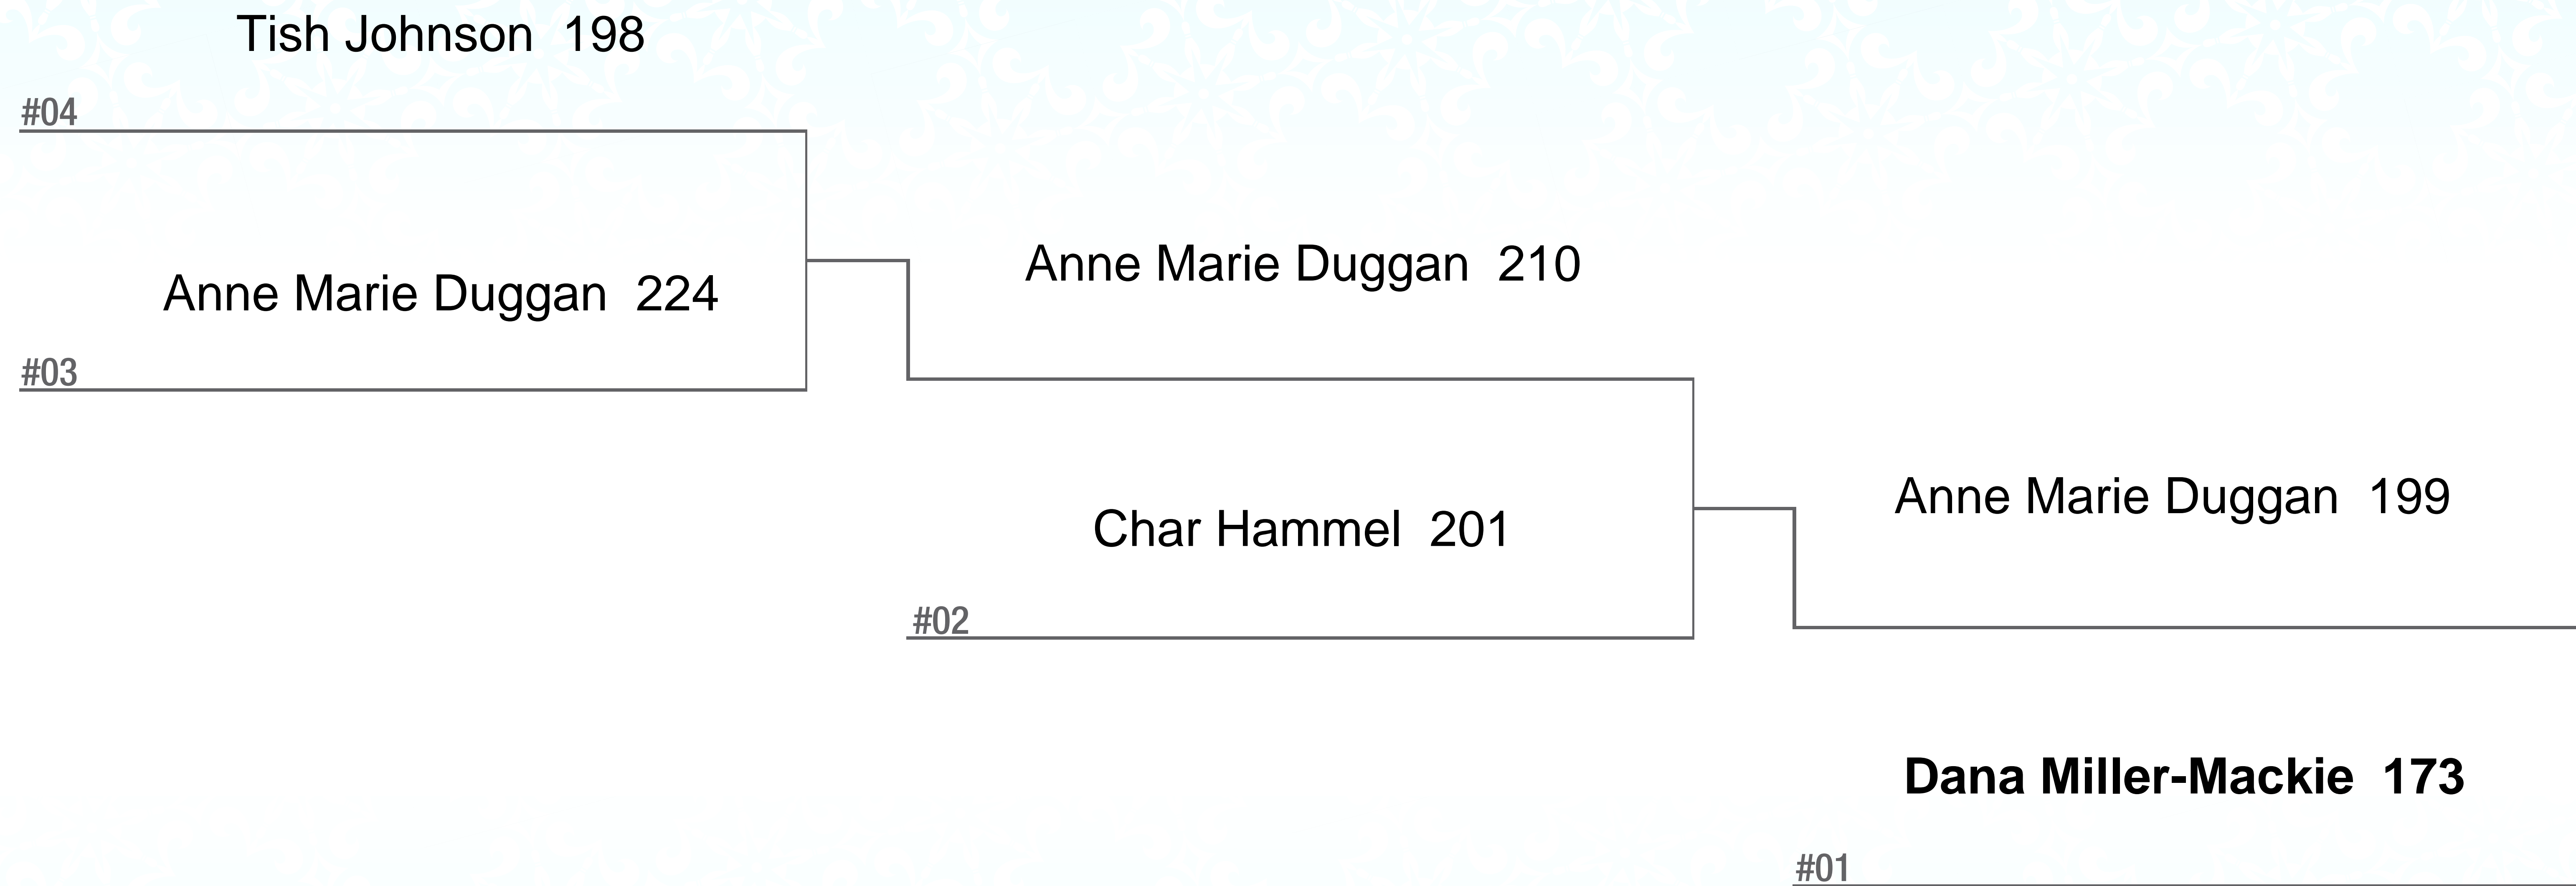 Tish Johnson 198
#04
Anne Marie Duggan 224
#03
Anne Marie Duggan 210
Char Hammel 201
#02
Anne Marie Duggan 199
Dana Miller-Mackie 173
#01